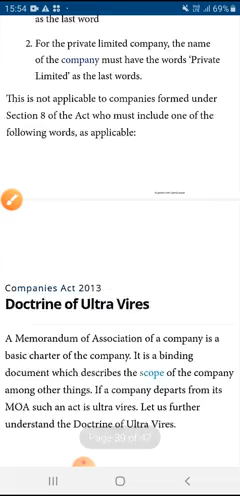 15:54
69%
as the last word
2. For the private limited company, the name
of the company must have the words ‘Private
Limited’ as the last words.
This is not applicable to companies formed under
Section 8 of the Act who must include one of the
following words, as applicable:
Companies Act 2013
Doctrine of Ultra Vires
A Memorandum of Association of a company is a
basic charter of the company. It is a binding
document which describes the scope of the company
among other things. If a company departs from its
MOA such an act is ultra vires. Let us further
understand the Doctrine of Ultra Vires.
Page 39 of 47